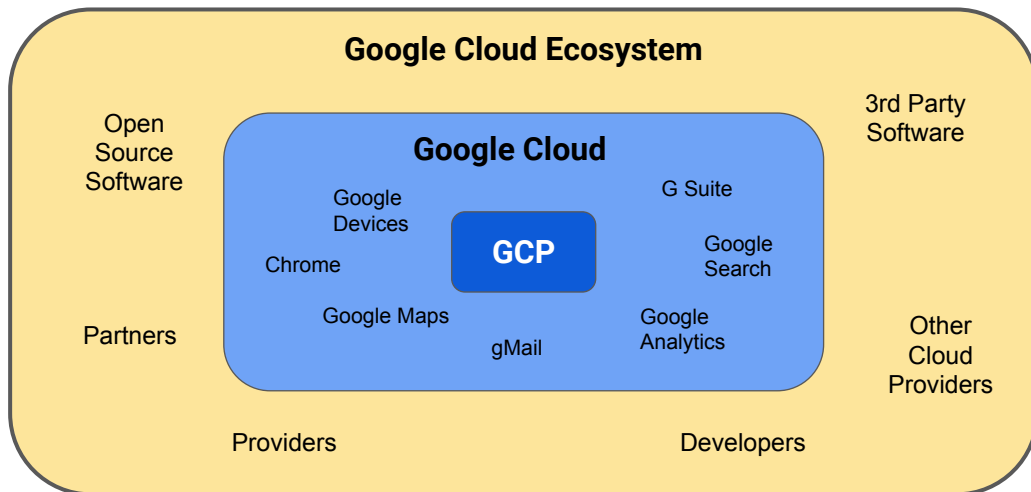 Google Cloud Ecosystem
3rd Party
Software
Open
Source
Software
Google Cloud
G Suite
Google
Devices
GCP
Google
Search
Chrome
Google Maps
Google
Analytics
gMail
Partners
Other
Cloud
Providers
Providers
Developers